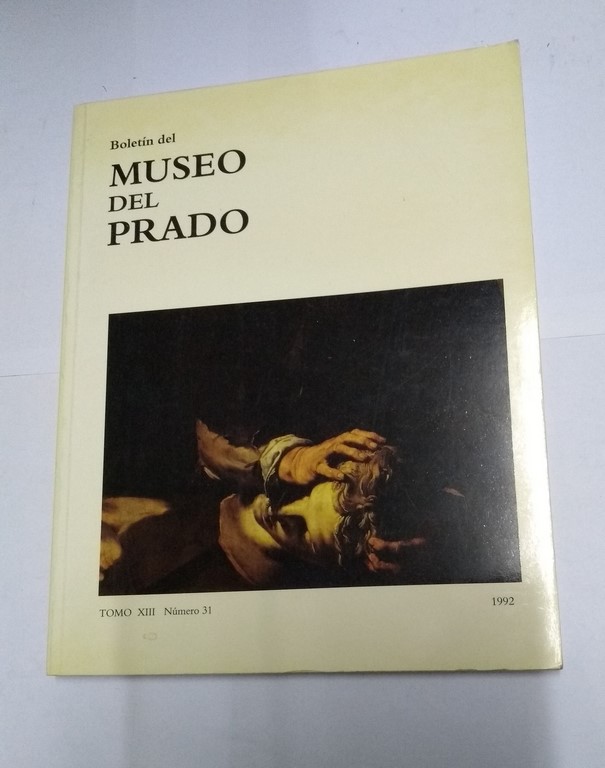 Boletín del
MUSEO
DEL
PRADO
TOMO XIII Número 31
1992